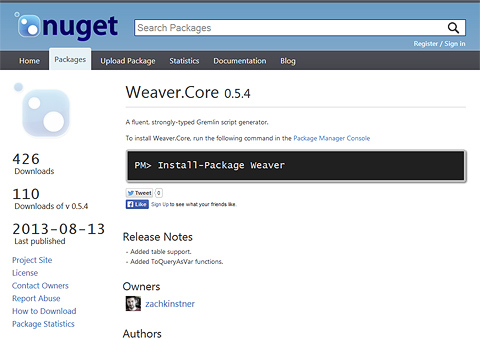 nuget
Search Packages
Register / Sign in
Home Packages Upload Package Statistics Documentation Blog
Weaver.Core 0.5.4
A fluent, strongly-typed Gremlin script generator.
To install Weaver.Core, run the following command in the Package Manager Console
PM> Install-Package Weaver
Tweet 0
Like Sign Up to see what your friends like.
426
Downloads
110
Downloads of v 0.5.4
2013-08-13
Last published
Project Site
License
Contact Owners
Report Abuse
How to Download
Package Statistics
Release Notes
- Added table support.
- Added ToQueryAsVar functions.
Owners
zachkinstner
Authors